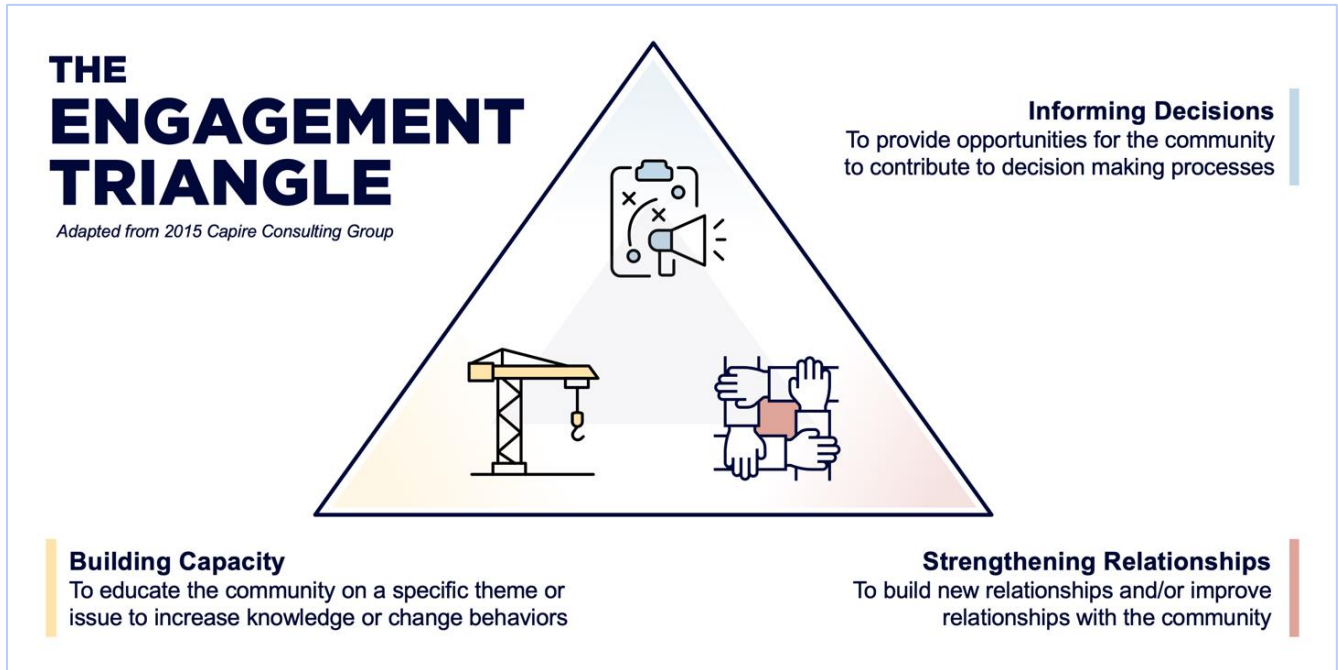 THE
ENGAGEMENT
TRIANGLE
Adapted from 2015 Capire Consulting Group
Informing Decisions
To provide opportunities for the community
to contribute to decision making processes
Building Capacity
To educate the community on a specific theme or
issue to increase knowledge or change behaviors
Strengthening Relationships
To build new relationships and/or improve
relationships with the community